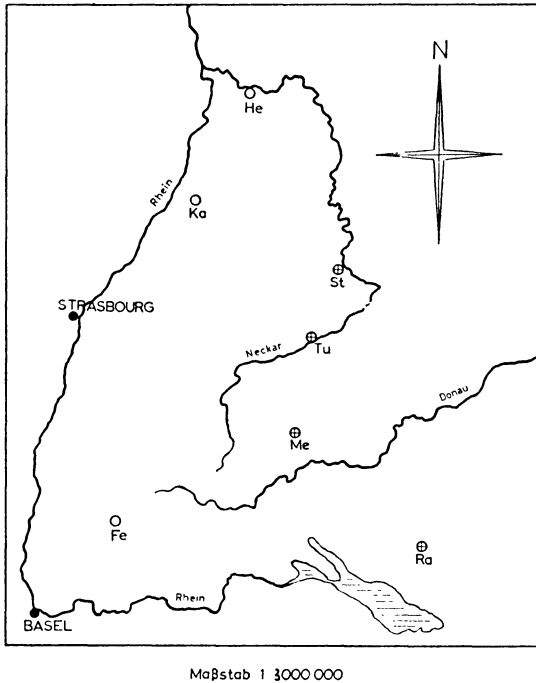 N
He
Rhein
Ka
St
STRASBOURG
Neckar
Tu
Donau
Me
Fe
Ra
Rhein
BASEL
Maßstab 1 3000 000